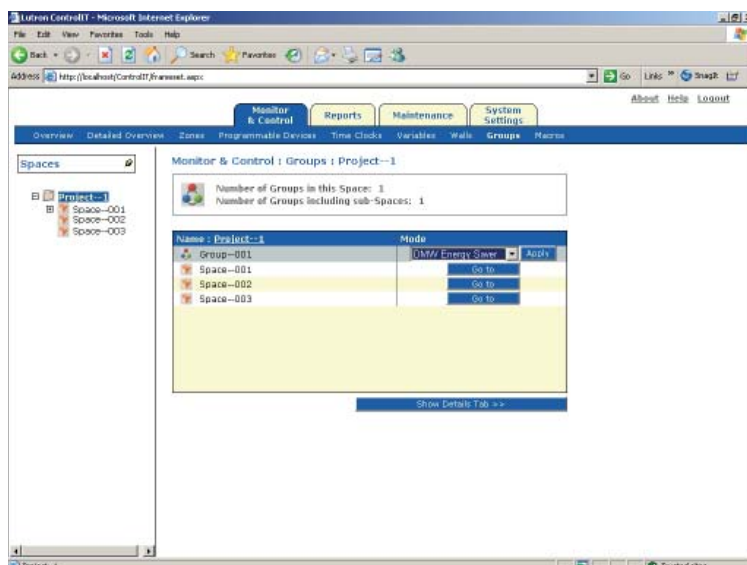 Lutron ControlIT - Microsoft Internet Explorer
File Edit View Favorites Tools Help
Back Search Favorites
Address http://localhost/ControlIT/frameset.aspx Go Links » SnagIt
About Help Logout
Monitor & Control Reports Maintenance System Settings
Overview Detailed Overview Zones Programmable Devices Time Clocks Variables Walls Groups Macros
Spaces
Project--1
Space--001
Space--002
Space--003
Monitor & Control : Groups : Project--1
Number of Groups in this Space: 1
Number of Groups including sub-Spaces: 1
Name : Project--1 Mode
Group--001 Energy Saver Apply
Space--001 Go to
Space--002 Go to
Space--003 Go to
Show Details Tab >>
Trusted sites